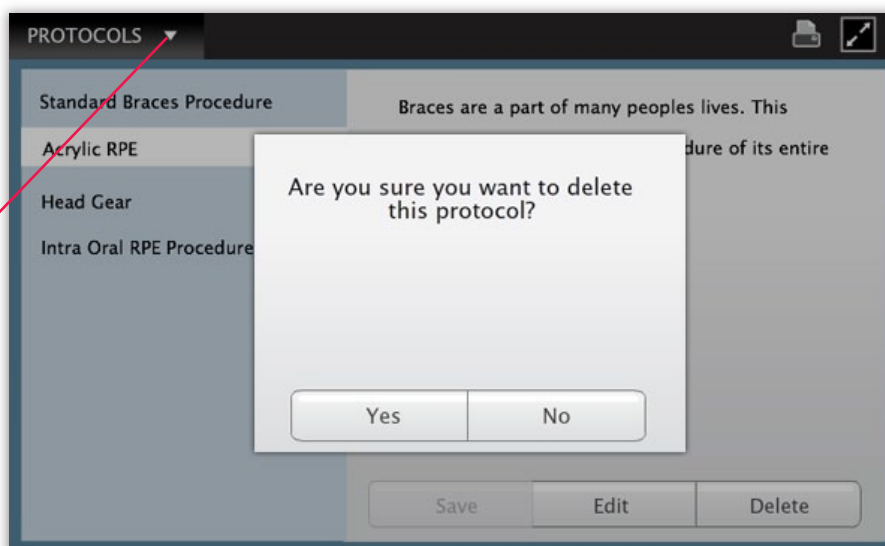 PROTOCOLS
Standard Braces Procedure
Acrylic RPE
Head Gear
Intra Oral RPE Procedure
Braces are a part of many peoples lives. This
dure of its entire
Are you sure you want to delete
this protocol?
Yes No
Save Edit Delete